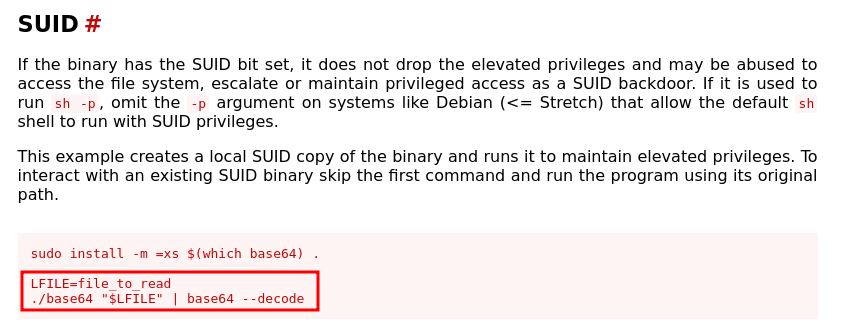 SUID #
If the binary has the SUID bit set, it does not drop the elevated privileges and may be abused to
access the file system, escalate or maintain privileged access as a SUID backdoor. If it is used to
run sh -p, omit the -p argument on systems like Debian (<= Stretch) that allow the default sh
shell to run with SUID privileges.
This example creates a local SUID copy of the binary and runs it to maintain elevated privileges. To
interact with an existing SUID binary skip the first command and run the program using its original
path.
sudo install -m =xs $(which base64) .
LFILE=file_to_read
./base64 "$LFILE" | base64 --decode